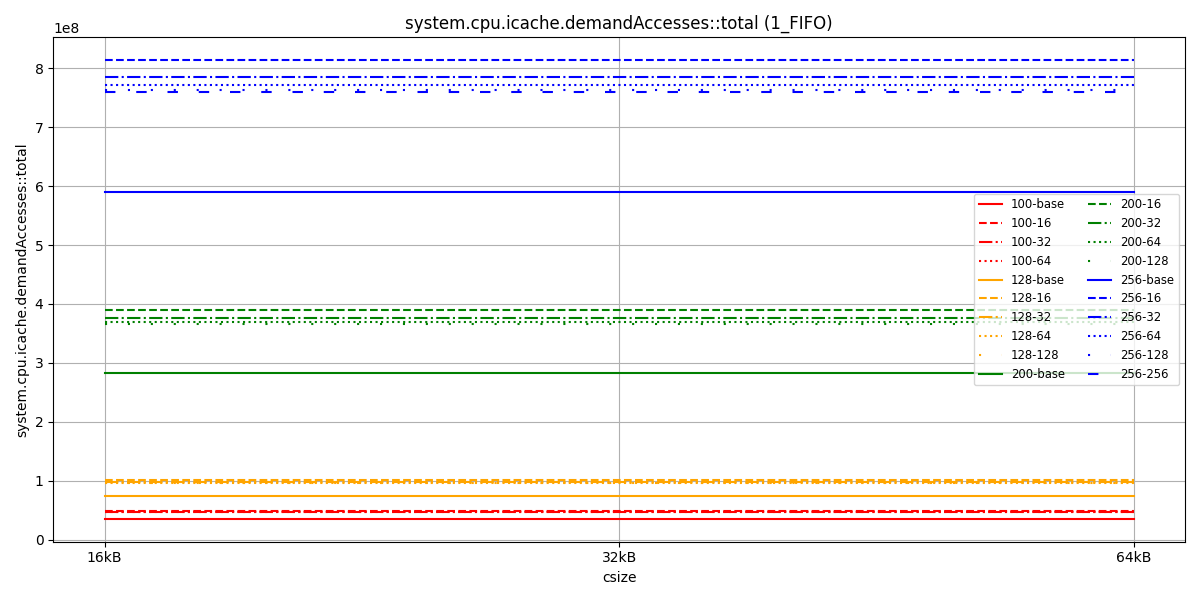 system.cpu.icache.demandAccesses::total (1_FIFO)
1e8
8
7
6
5
4
3
2
1
0
system.cpu.icache.demandAccesses::total
16kB
32kB
64kB
csize
100-base
100-16
100-32
100-64
128-base
128-16
128-32
128-64
128-128
200-base
200-16
200-32
200-64
200-128
256-base
256-16
256-32
256-64
256-128
256-256